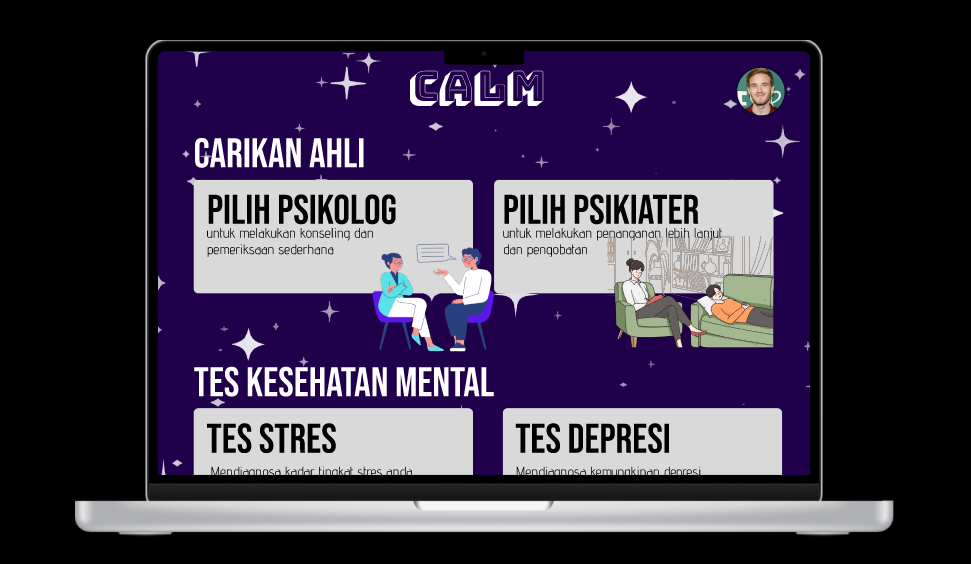 CALM
CARIKAN AHLI
PILIH PSIKOLOG
untuk melakukan konseling dan
pemeriksaan sederhana
PILIH PSIKIATER
untuk melakukan penanganan lebih lanjut
dan pengobatan
TES KESEHATAN MENTAL
TES STRES
Mendiagnosa kadar tingkat stres anda
TES DEPRESI
Mendiagnosa kemungkinan depresi